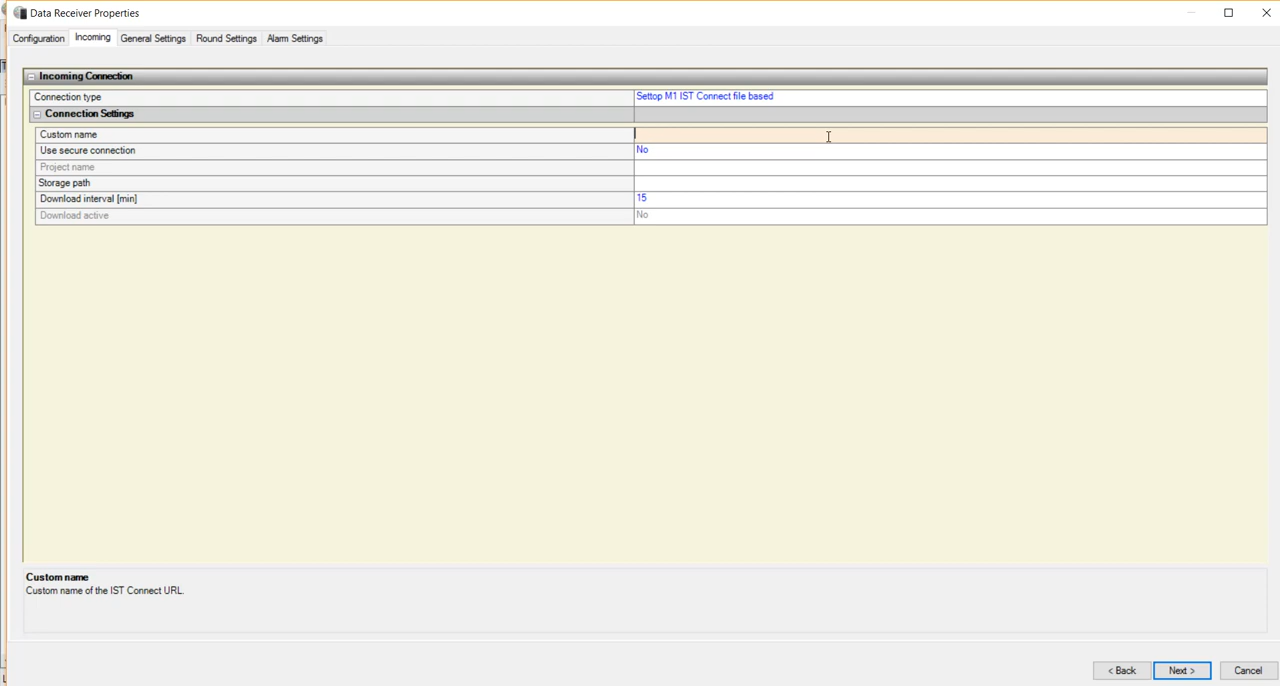 Data Receiver Properties
Configuration Incoming General Settings Round Settings Alarm Settings
Incoming Connection
Connection type Settop M1 IST Connect file based
Connection Settings
Custom name
Use secure connection No
Project name
Storage path
Download interval [min] 15
Download active No
Custom name
Custom name of the IST Connect URL.
< Back Next > Cancel